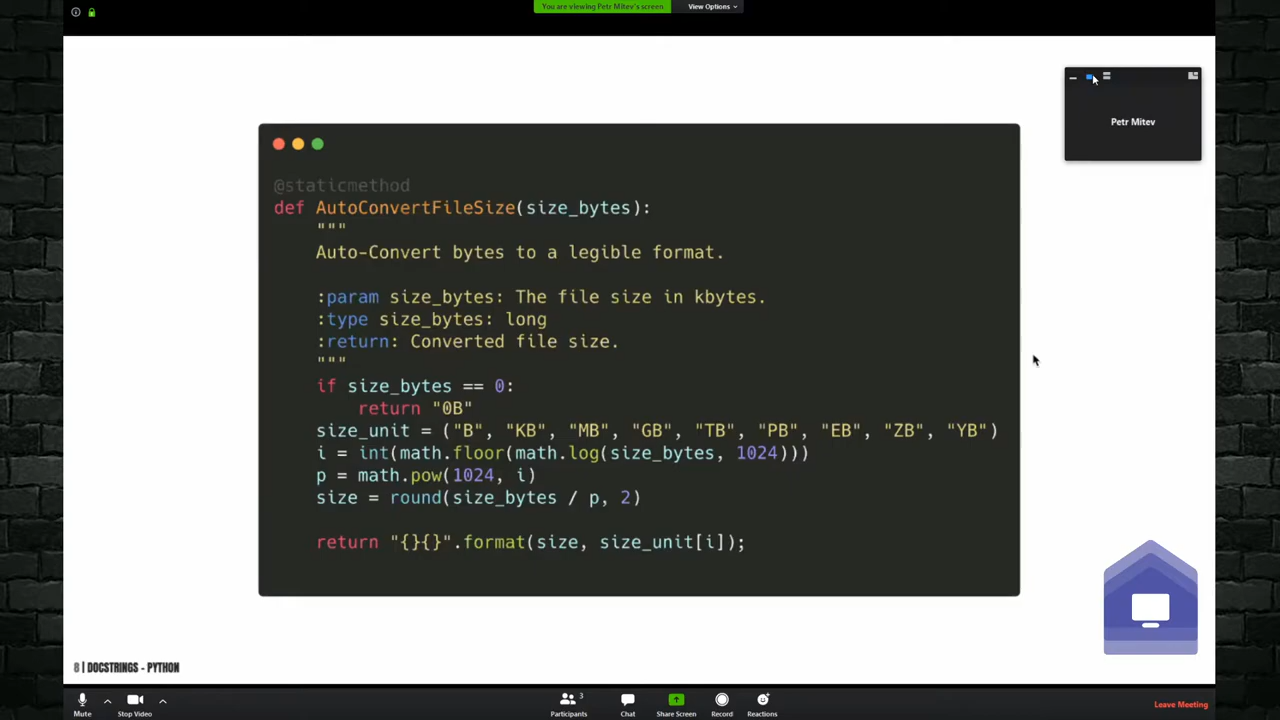 You are viewing Petr Mitev's screen
View Options
Petr Mitev
@staticmethod
def AutoConvertFileSize(size_bytes):
"""
Auto-Convert bytes to a legible format.
:param size_bytes: The file size in kbytes.
:type size_bytes: long
:return: Converted file size.
"""
if size_bytes == 0:
return "0B"
size_unit = ("B", "KB", "MB", "GB", "TB", "PB", "EB", "ZB", "YB")
i = int(math.floor(math.log(size_bytes, 1024)))
p = math.pow(1024, i)
size = round(size_bytes / p, 2)
return "{}{}".format(size, size_unit[i]);
8 | DOCSTRINGS - PYTHON
Mute
Stop Video
3
Participants
Chat
Share Screen
Record
Reactions
Leave Meeting